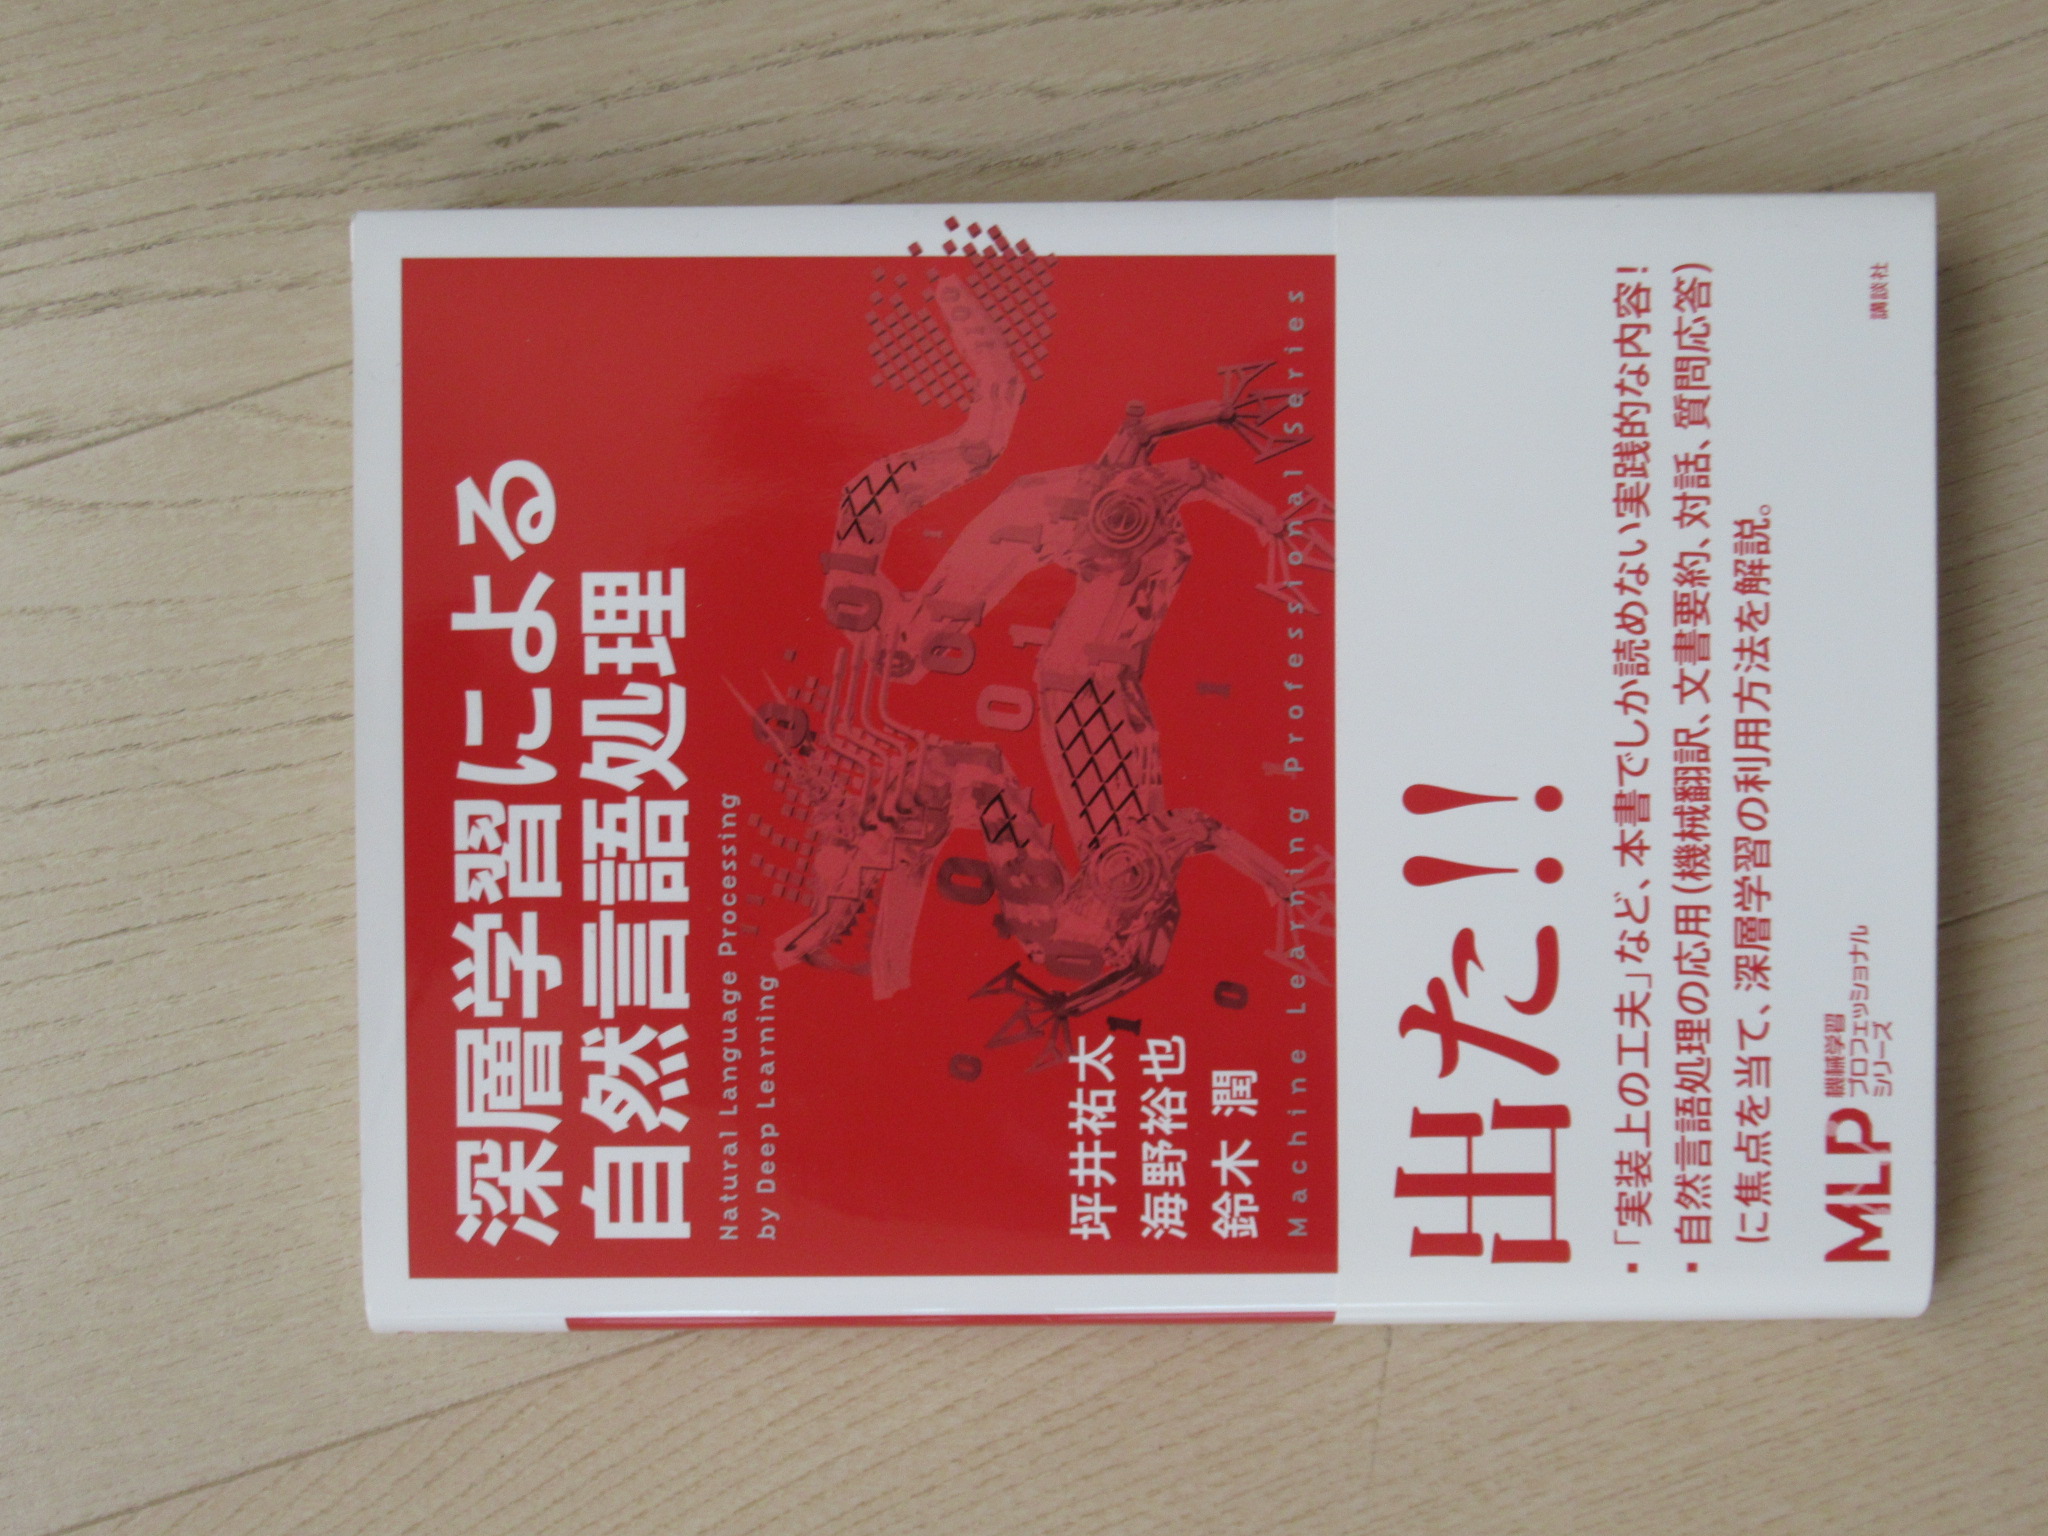 深層学習による
自然言語処理
Natural Language Processing
by Deep Learning
坪井祐太
海野裕也
鈴木 潤
Machine Learning Professional Series
出た!!
▪「実装上の工夫」など、本書でしか読めない実践的な内容!
▪自然言語処理の応用(機械翻訳、文書要約、対話、質問応答)
に焦点を当て、深層学習の利用方法を解説。
MLP
機械学習
プロフェッショナル
シリーズ
講談社